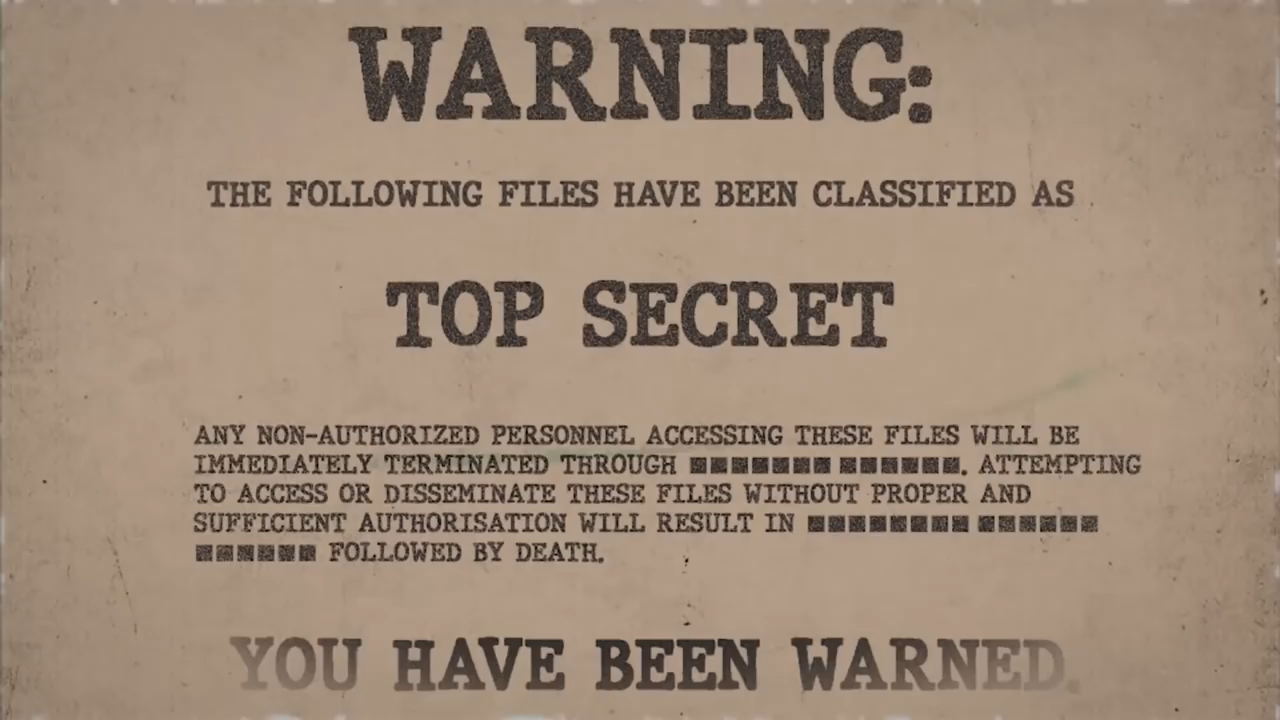 WARNING:
THE FOLLOWING FILES HAVE BEEN CLASSIFIED AS
TOP SECRET
ANY NON-AUTHORIZED PERSONNEL ACCESSING THESE FILES WILL BE
IMMEDIATELY TERMINATED THROUGH ■■■■■■■ ■■■■■■. ATTEMPTING
TO ACCESS OR DISSEMINATE THESE FILES WITHOUT PROPER AND
SUFFICIENT AUTHORISATION WILL RESULT IN ■■■■■■■■ ■■■■■■
■■■■■■ FOLLOWED BY DEATH.
YOU HAVE BEEN WARNED.